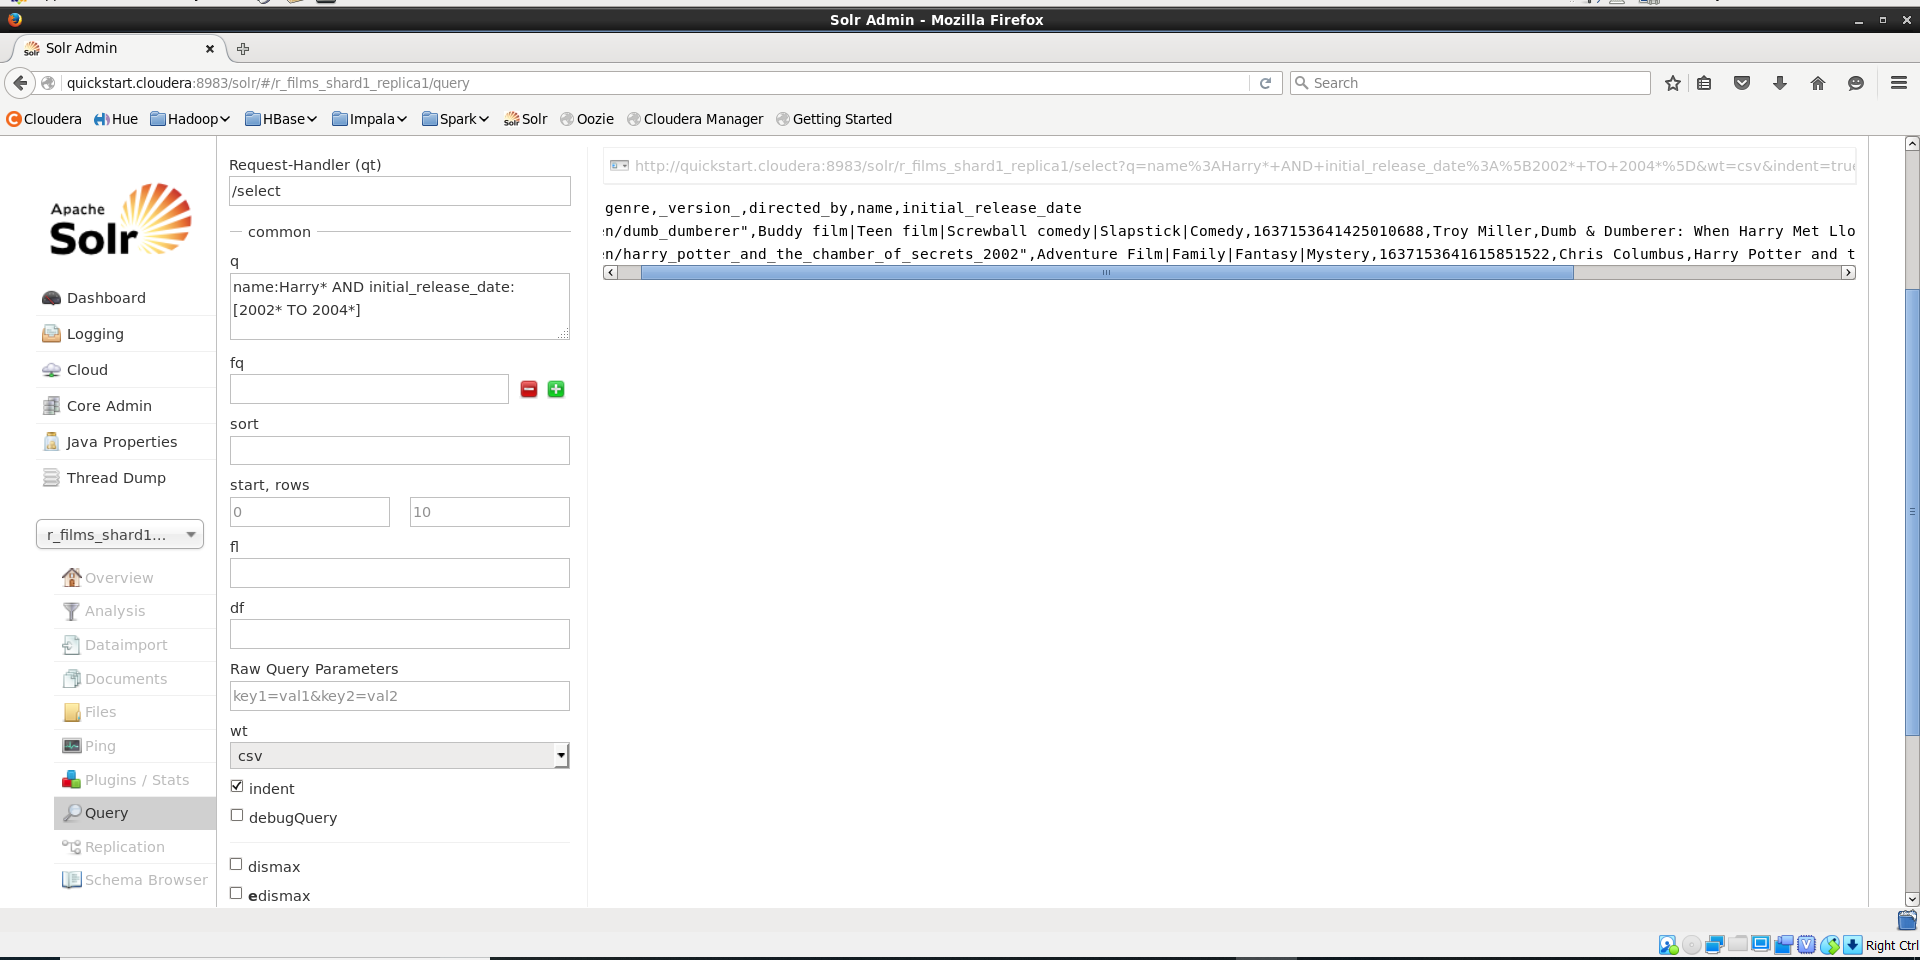 Solr Admin - Mozilla Firefox
Solr Admin
quickstart.cloudera:8983/solr/#/r_films_shard1_replica1/query
Search
Cloudera Hue Hadoop HBase Impala Spark Solr Oozie Cloudera Manager Getting Started
Apache
Solr
Dashboard
Logging
Cloud
Core Admin
Java Properties
Thread Dump
r_films_shard1...
Overview
Analysis
Dataimport
Documents
Files
Ping
Plugins / Stats
Query
Replication
Schema Browser
Request-Handler (qt)
/select
common
q
name:Harry* AND initial_release_date:
[2002* TO 2004*]
fq
sort
start, rows
0 10
fl
df
Raw Query Parameters
key1=val1&key2=val2
wt
csv
indent
debugQuery
dismax
edismax
http://quickstart.cloudera:8983/solr/r_films_shard1_replica1/select?q=name%3AHarry*+AND+initial_release_date%3A%5B2002*+TO+2004*%5D&wt=csv&indent=true
genre,_version_,directed_by,name,initial_release_date
en/dumb_dumberer",Buddy film|Teen film|Screwball comedy|Slapstick|Comedy,1637153641425010688,Troy Miller,Dumb & Dumberer: When Harry Met Llo
en/harry_potter_and_the_chamber_of_secrets_2002",Adventure Film|Family|Fantasy|Mystery,1637153641615851522,Chris Columbus,Harry Potter and t
Right Ctrl